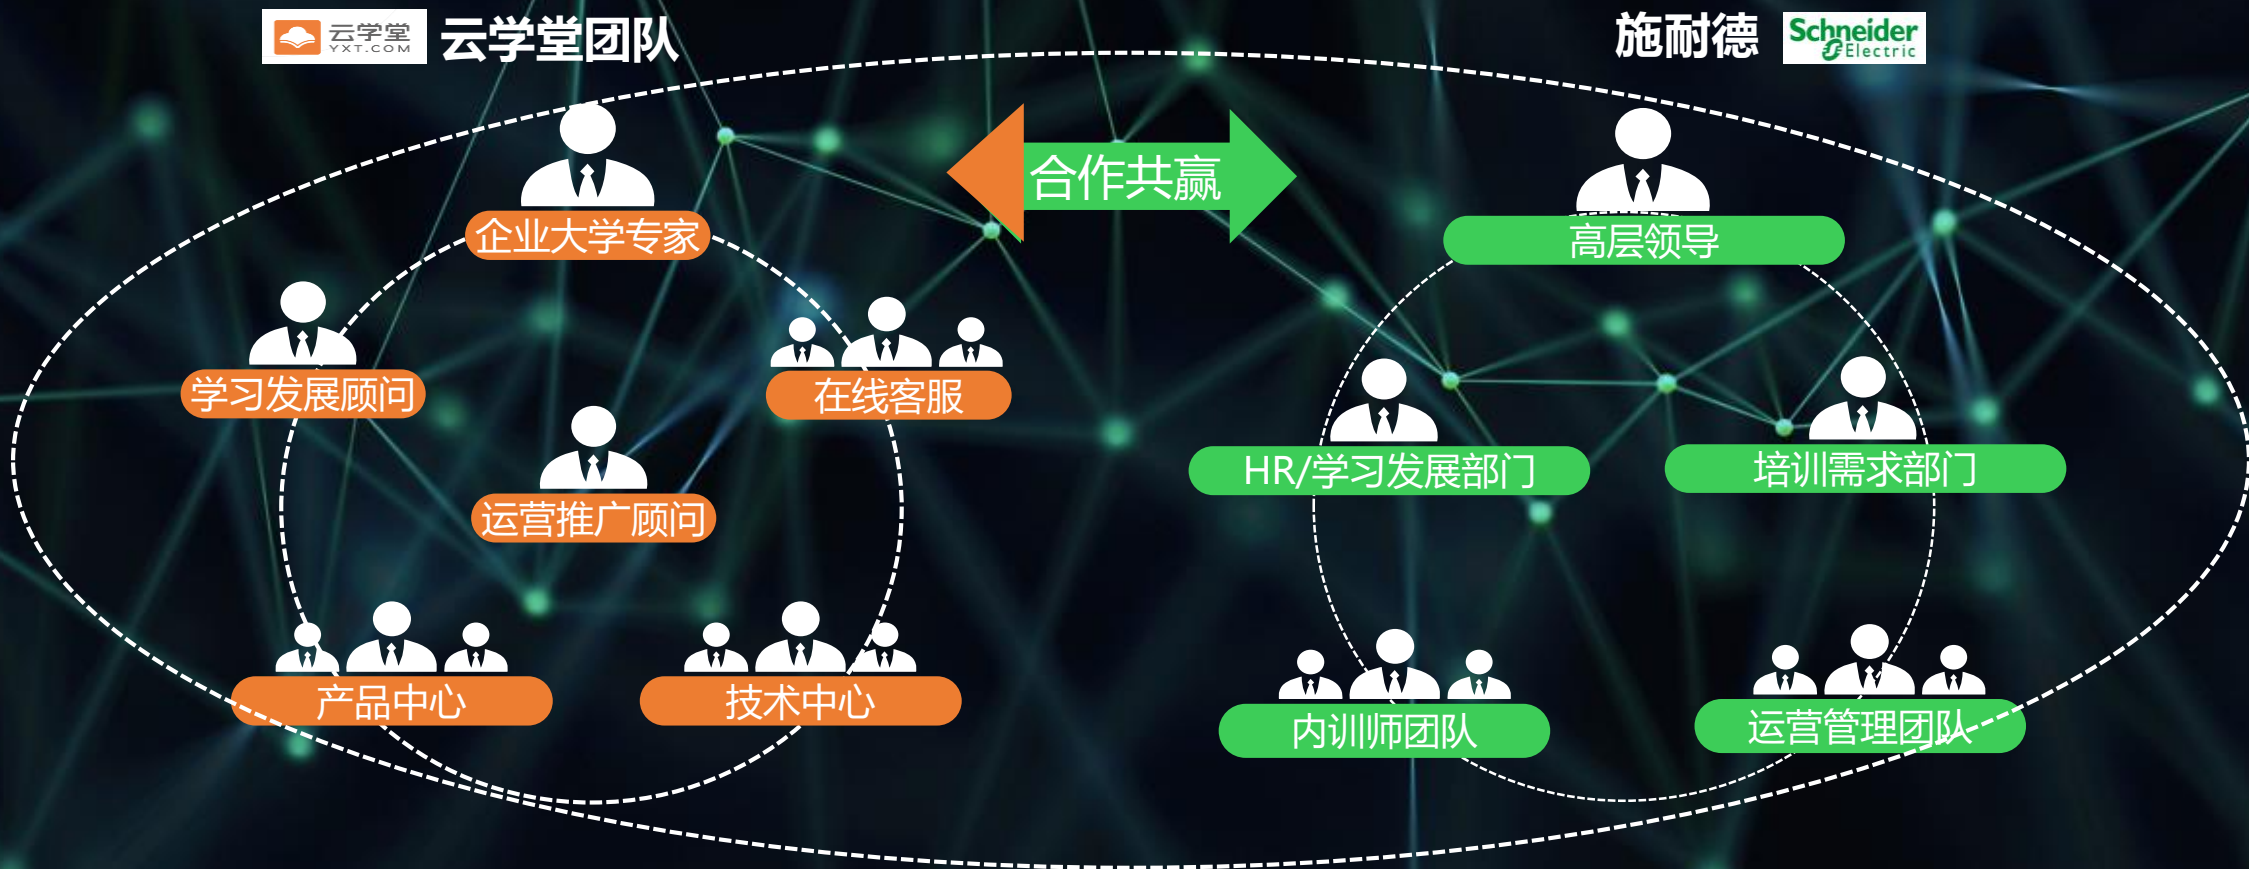 云学堂
YXT.COM
云学堂团队
施耐德
Schneider
Electric
合作共赢
企业大学专家
高层领导
学习发展顾问
在线客服
HR/学习发展部门
培训需求部门
运营推广顾问
产品中心
技术中心
内训师团队
运营管理团队